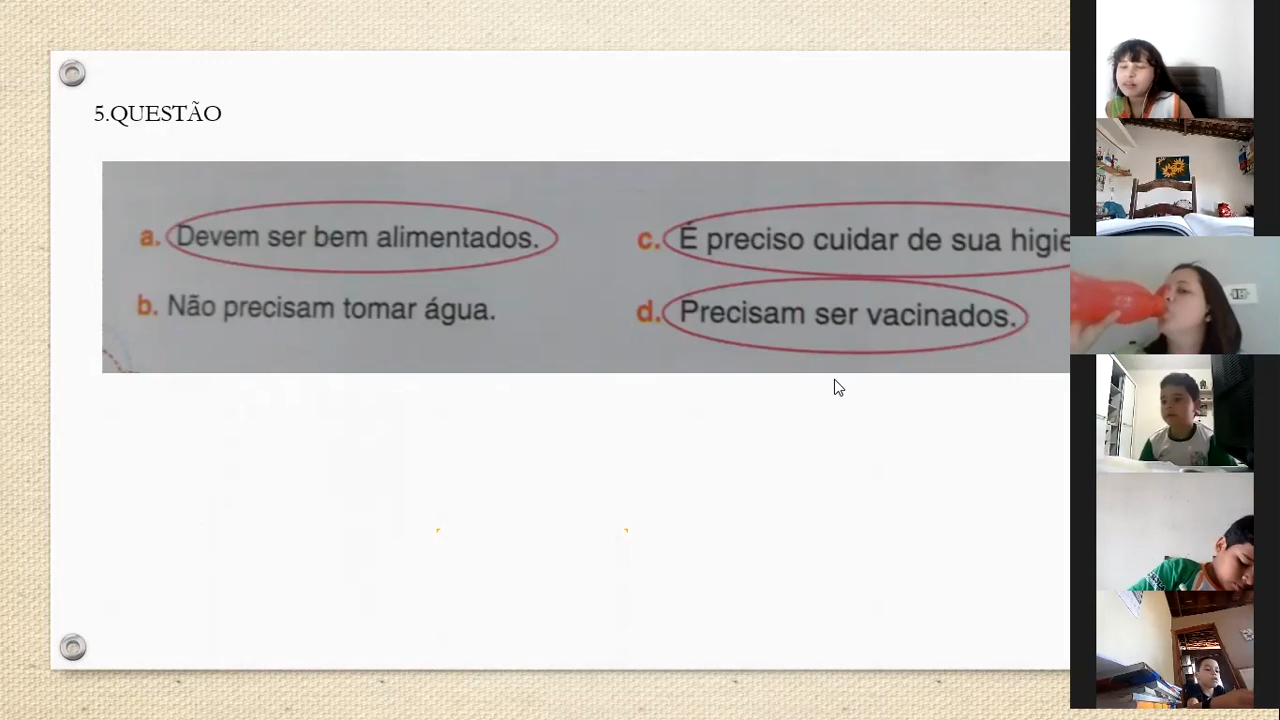 5.QUESTÃO
a. Devem ser bem alimentados.
b. Não precisam tomar água.
c. É preciso cuidar de sua higie
d. Precisam ser vacinados.